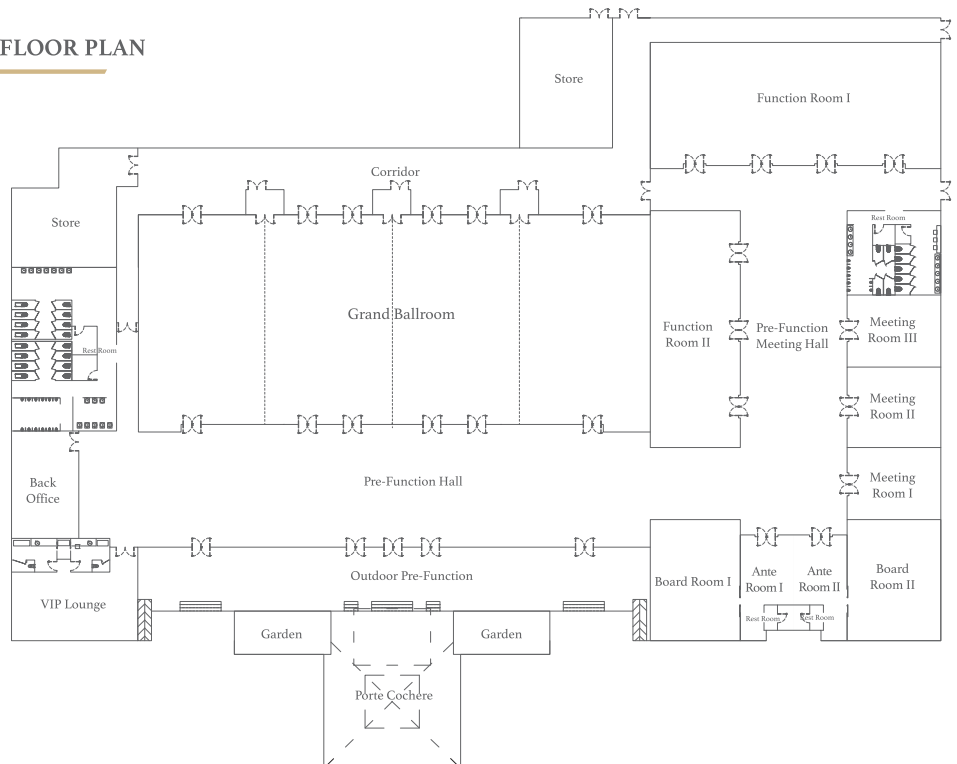 FLOOR PLAN
Store
Function Room I
Corridor
Store
Rest Room
Grand Ballroom
Function
Room II
Pre-Function
Meeting Hall
Meeting
Room III
Rest Room
Meeting
Room II
Back
Office
Pre-Function Hall
Meeting
Room I
Outdoor Pre-Function
Board Room I
Ante
Room I
Ante
Room II
Board
Room II
VIP Lounge
Garden
Garden
Rest Room
Rest Room
Porte Cochere